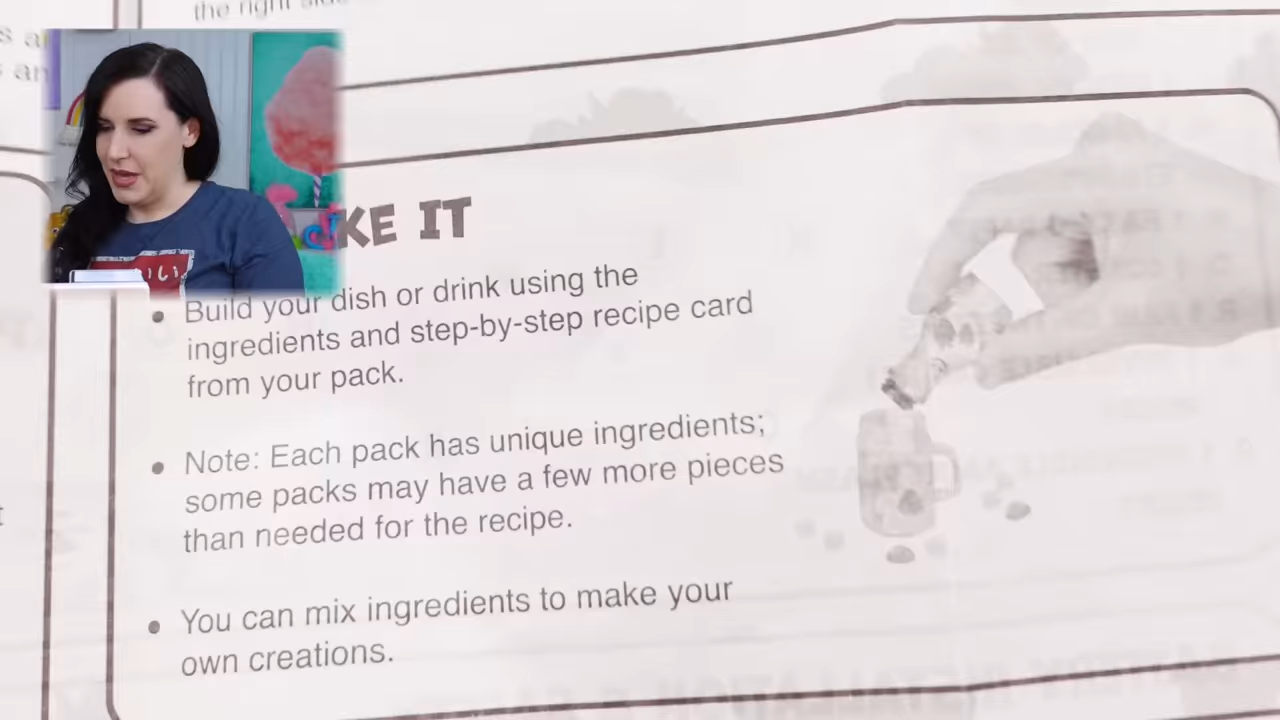 the right side
KE IT
Build your dish or drink using the
ingredients and step-by-step recipe card
from your pack.
Note: Each pack has unique ingredients;
some packs may have a few more pieces
than needed for the recipe.
You can mix ingredients to make your
own creations.